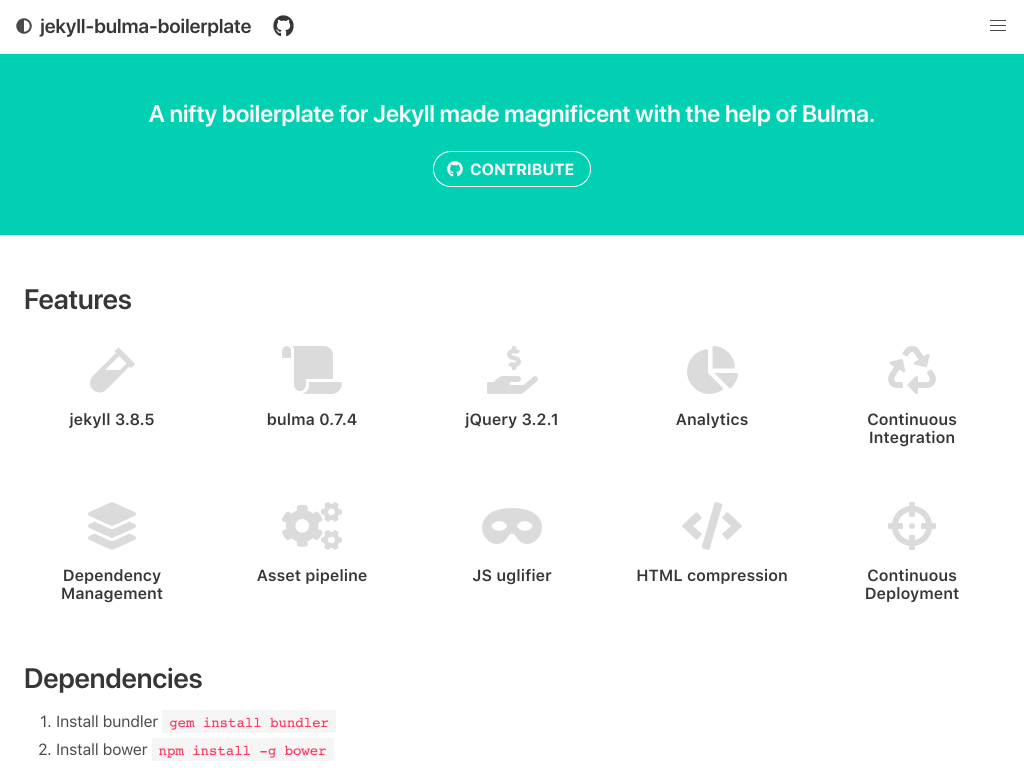 jekyll-bulma-boilerplate
A nifty boilerplate for Jekyll made magnificent with the help of Bulma.
CONTRIBUTE
Features
jekyll 3.8.5
bulma 0.7.4
jQuery 3.2.1
Analytics
Continuous
Integration
Dependency
Management
Asset pipeline
JS uglifier
HTML compression
Continuous
Deployment
Dependencies
1. Install bundler gem install bundler
2. Install bower npm install -g bower